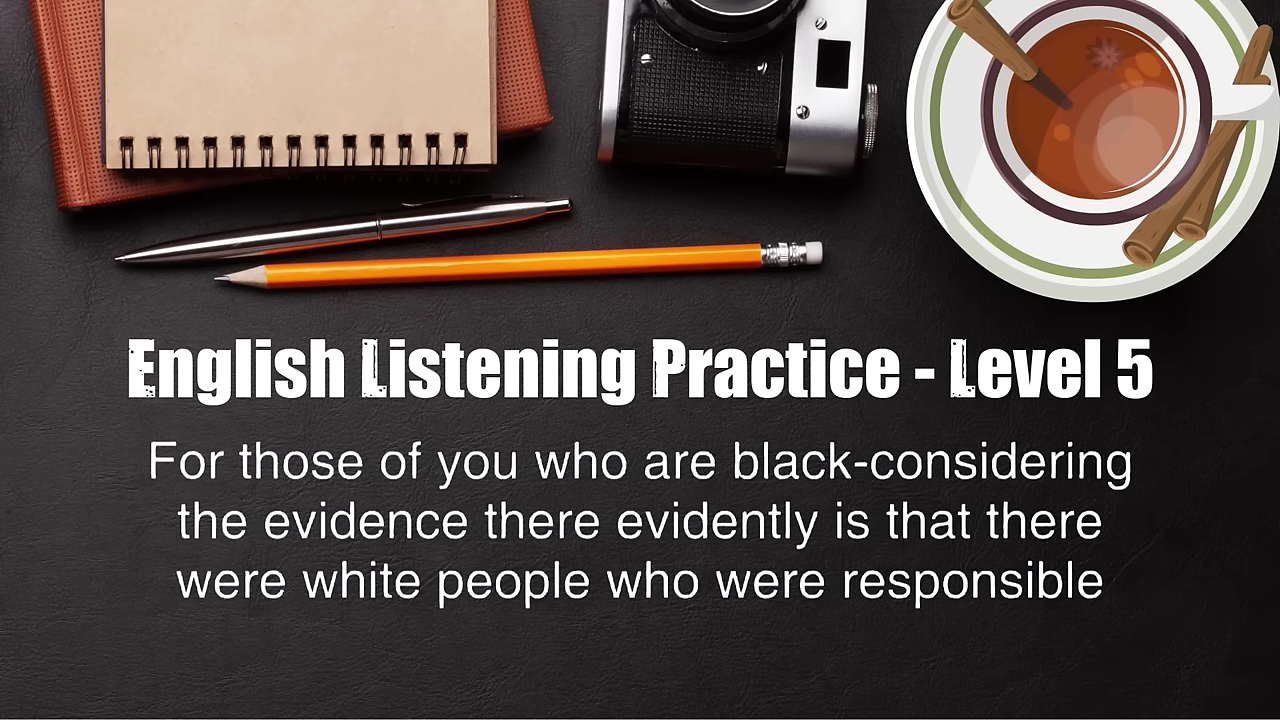 English Listening Practice - Level 5
For those of you who are black-considering
the evidence there evidently is that there
were white people who were responsible